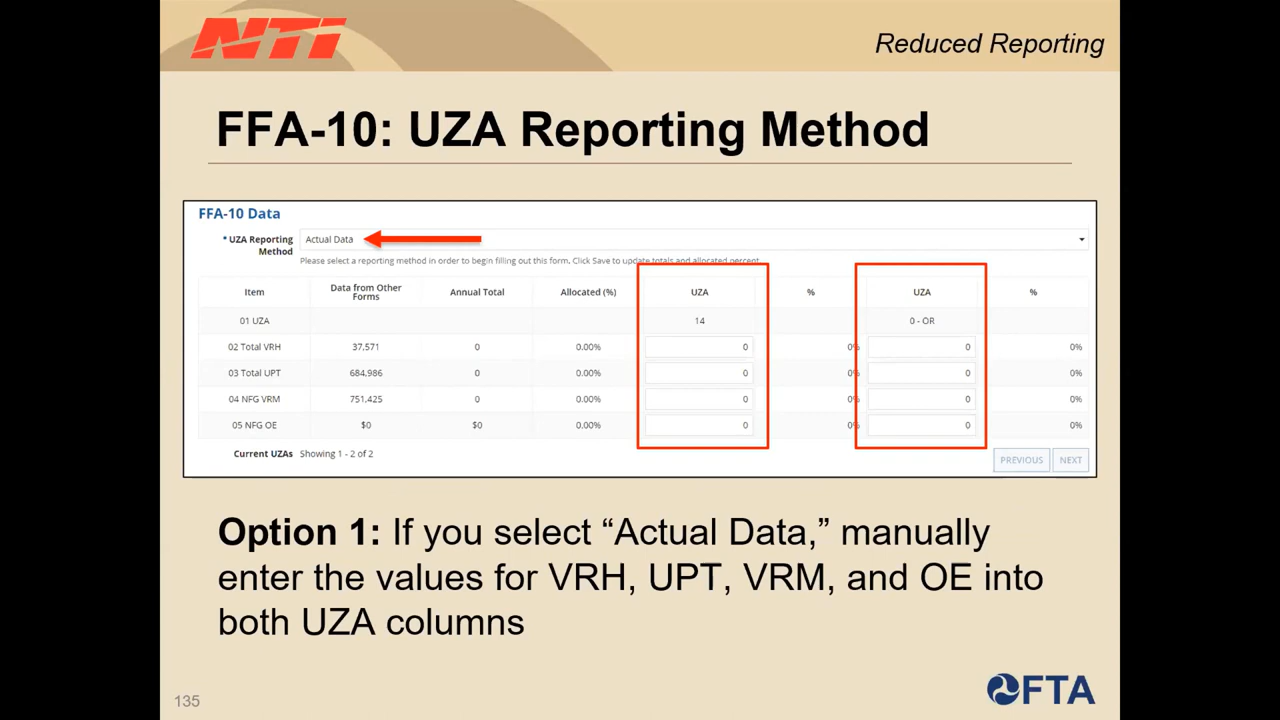 NTI
Reduced Reporting
FFA-10: UZA Reporting Method
FFA-10 Data
* UZA Reporting Method Actual Data
Please select a reporting method in order to begin filling out this form. Click Save to update totals and allocated percent.
Item Data from Other Forms Annual Total Allocated (%) UZA % UZA %
01 UZA 14 0 - OR
02 Total VRH 37,571 0 0.00% 0 0% 0 0%
03 Total UPT 684,986 0 0.00% 0 0% 0 0%
04 NFG VRM 751,425 0 0.00% 0 0% 0 0%
05 NFG OE $0 $0 0.00% 0 0% 0 0%
Current UZAs Showing 1 - 2 of 2
PREVIOUS NEXT
Option 1: If you select “Actual Data,” manually
enter the values for VRH, UPT, VRM, and OE into
both UZA columns
135
FTA